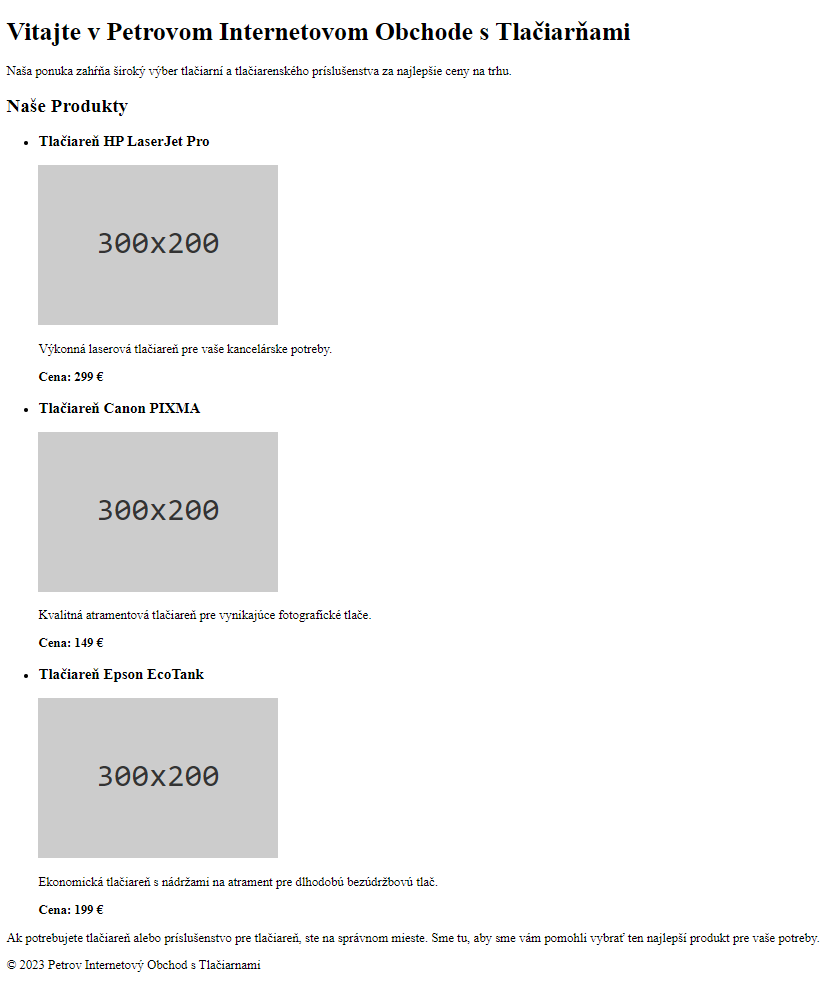 Vitajte v Petrovom Internetovom Obchode s Tlačiarňami
Naša ponuka zahŕňa široký výber tlačiarní a tlačiarenského príslušenstva za najlepšie ceny na trhu.
Naše Produkty
Tlačiareň HP LaserJet Pro
300x200
Výkonná laserová tlačiareň pre vaše kancelárske potreby.
Cena: 299 €
Tlačiareň Canon PIXMA
300x200
Kvalitná atramentová tlačiareň pre vynikajúce fotografické tlače.
Cena: 149 €
Tlačiareň Epson EcoTank
300x200
Ekonomická tlačiareň s nádržami na atrament pre dlhodobú bezúdržbovú tlač.
Cena: 199 €
Ak potrebujete tlačiareň alebo príslušenstvo pre tlačiareň, ste na správnom mieste. Sme tu, aby sme vám pomohli vybrať ten najlepší produkt pre vaše potreby.
© 2023 Petrov Internetový Obchod s Tlačiarnami